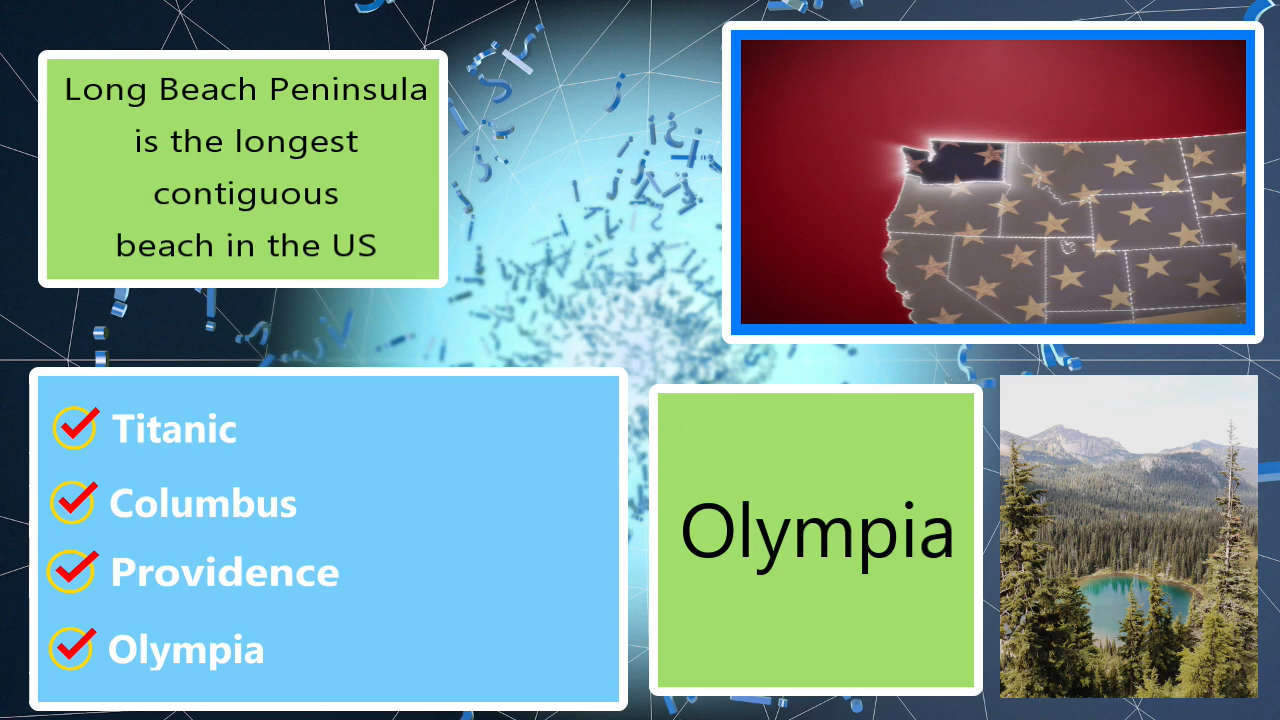 Long Beach Peninsula
is the longest
contiguous
beach in the US
Titanic
Columbus
Providence
Olympia
Olympia